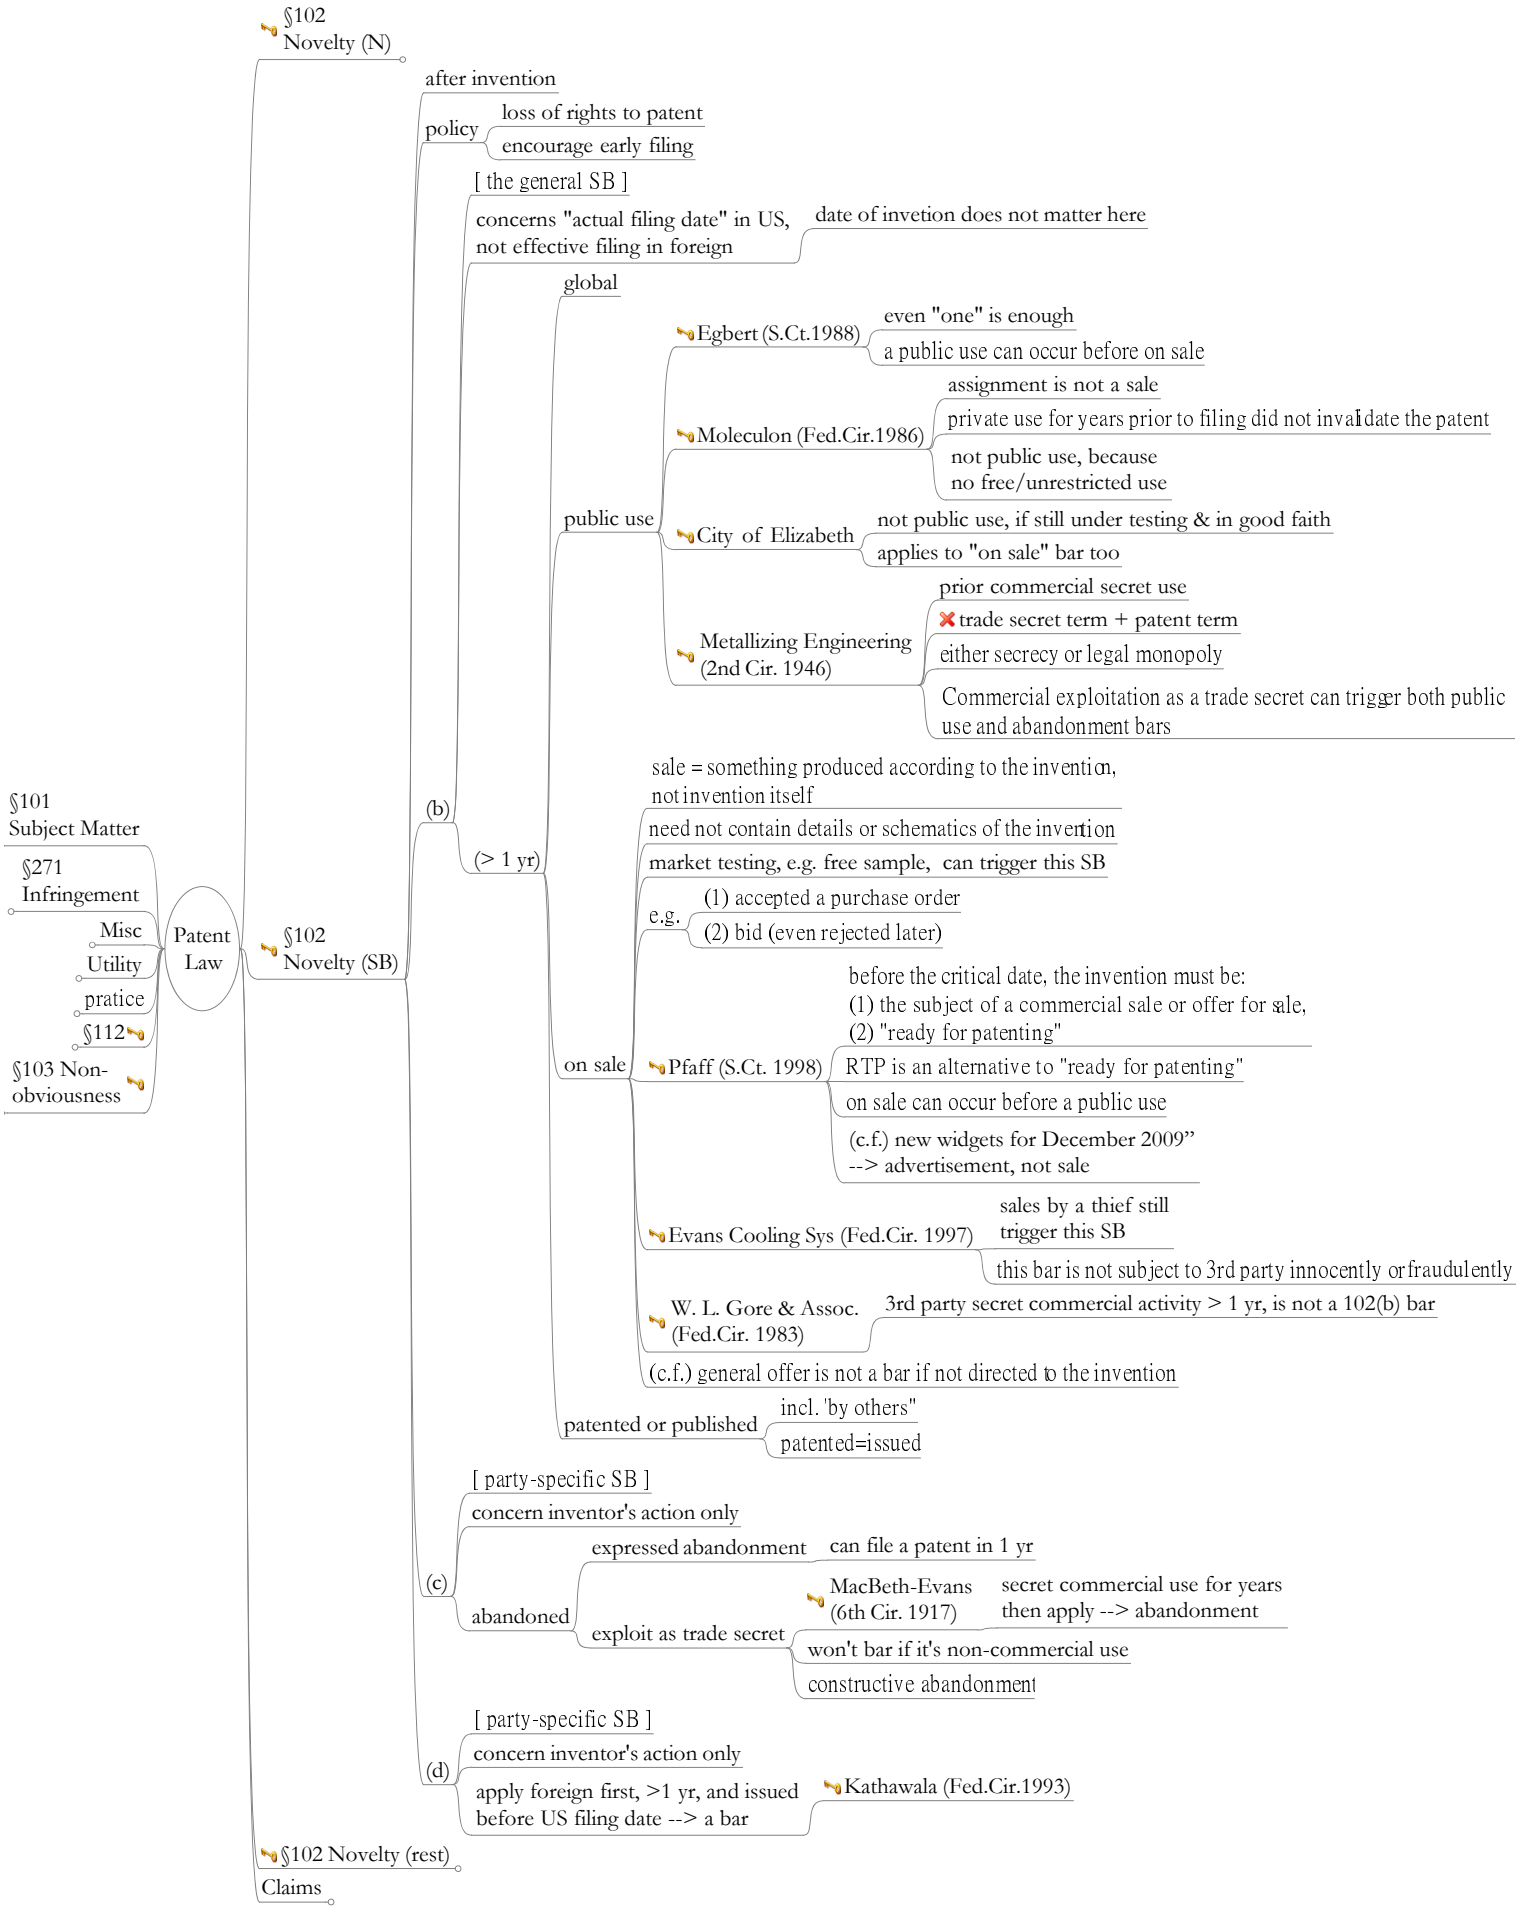 §102
Novelty (N)
after invention
policy
loss of rights to patent
encourage early filing
[ the general SB ]
concerns "actual filing date" in US,
not effective filing in foreign
date of invetion does not matter here
global
public use
Egbert (S.Ct.1988)
even "one" is enough
a public use can occur before on sale
Moleculon (Fed.Cir.1986)
assignment is not a sale
private use for years prior to filing did not invalidate the patent
not public use, because
no free/unrestricted use
City of Elizabeth
not public use, if still under testing & in good faith
applies to "on sale" bar too
Metallizing Engineering
(2nd Cir. 1946)
prior commercial secret use
trade secret term + patent term
either secrecy or legal monopoly
Commercial exploitation as a trade secret can trigger both public
use and abandonment bars
(b)
(> 1 yr)
on sale
sale = something produced according to the invention,
not invention itself
need not contain details or schematics of the invention
market testing, e.g. free sample, can trigger this SB
e.g.
(1) accepted a purchase order
(2) bid (even rejected later)
Pfaff (S.Ct. 1998)
before the critical date, the invention must be:
(1) the subject of a commercial sale or offer for sale,
(2) "ready for patenting"
RTP is an alternative to "ready for patenting"
on sale can occur before a public use
(c.f.) new widgets for December 2009”
--> advertisement, not sale
Evans Cooling Sys (Fed.Cir. 1997)
sales by a thief still
trigger this SB
this bar is not subject to 3rd party innocently or fraudulently
W. L. Gore & Assoc.
(Fed.Cir. 1983)
3rd party secret commercial activity > 1 yr, is not a 102(b) bar
(c.f.) general offer is not a bar if not directed to the invention
patented or published
incl. 'by others"
patented=issued
§101
Subject Matter
§271
Infringement
Misc
Utility
pratice
§112
§103 Non-
obviousness
Patent
Law
§102
Novelty (SB)
(c)
[ party-specific SB ]
concern inventor's action only
abandoned
expressed abandonment
can file a patent in 1 yr
exploit as trade secret
MacBeth-Evans
(6th Cir. 1917)
secret commercial use for years
then apply --> abandonment
won't bar if it's non-commercial use
constructive abandonment
(d)
[ party-specific SB ]
concern inventor's action only
apply foreign first, >1 yr, and issued
before US filing date --> a bar
Kathawala (Fed.Cir.1993)
§102 Novelty (rest)
Claims